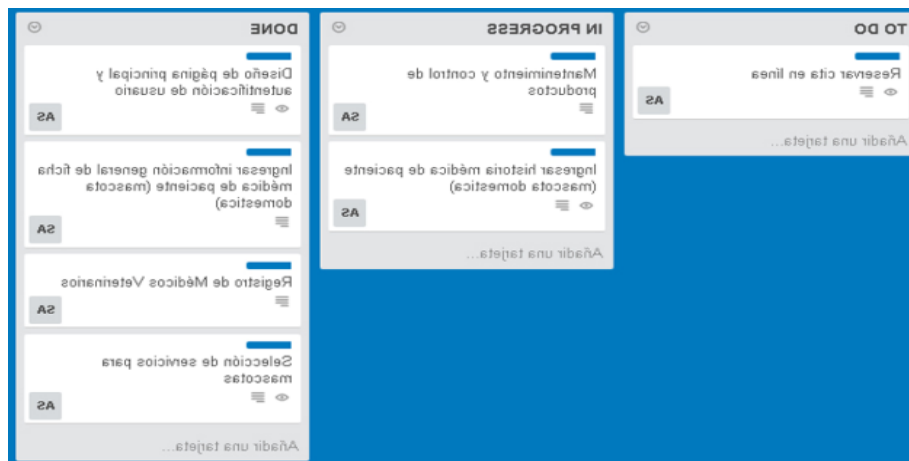 TO DO
Reservar cita en línea
AS
Añadir una tarjeta...
IN PROGRESS
Mantenimiento y control de
productos
SA
Ingresar historia médica de paciente
(mascota domestica)
AS
Añadir una tarjeta...
DONE
Diseño de página principal y
autentificación de usuario
AS
Ingresar información general de ficha
médica de paciente (mascota
domestica)
SA
Registro de Médicos Veterinarios
SA
Selección de servicios para
mascotas
AS
Añadir una tarjeta...